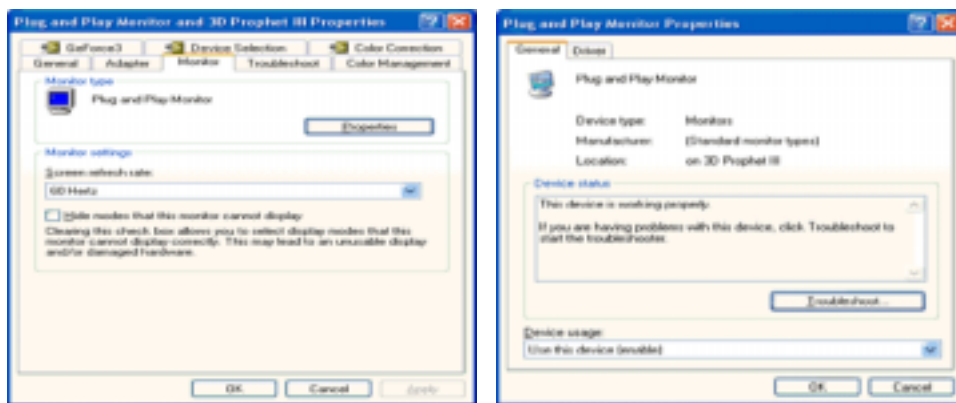 Plug and Play Monitor and 3D Prophet III Properties
GeForce3 Device Selection Color Correction
General Adapter Monitor Troubleshoot Color Management
Monitor type
Plug and Play Monitor
Properties
Monitor settings
Screen refresh rate:
60 Hertz
Hide modes that this monitor cannot display
Clearing this check box allows you to select display modes that this
monitor cannot display correctly. This may lead to an unusable display
and/or damaged hardware.
OK Cancel Apply
Plug and Play Monitor Properties
General Driver
Plug and Play Monitor
Device type: Monitors
Manufacturer: (Standard monitor types)
Location: on 3D Prophet III
Device status
This device is working properly.
If you are having problems with this device, click Troubleshoot to
start the troubleshooter.
Troubleshoot...
Device usage:
Use this device (enable)
OK Cancel